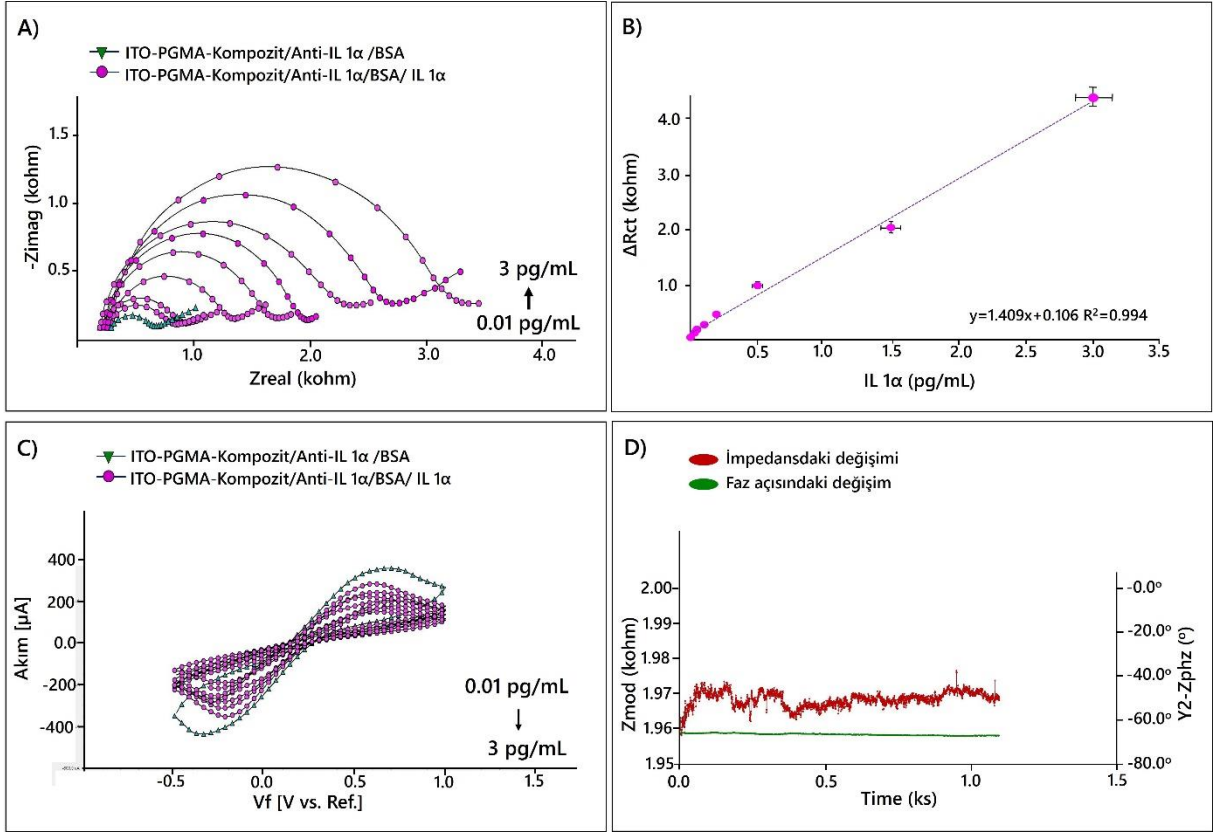 A)
ITO-PGMA-Kompozit/Anti-IL 1α /BSA
ITO-PGMA-Kompozit/Anti-IL 1α/BSA/ IL 1α
-Zimag (kohm)
1.5
1.0
0.5
3 pg/mL
0.01 pg/mL
1.0 2.0 3.0 4.0
Zreal (kohm)
B)
ΔRct (kohm)
4.0
3.0
2.0
1.0
y=1.409x+0.106 R²=0.994
0.5 1.0 1.5 2.0 2.5 3.0 3.5
IL 1α (pg/mL)
C)
ITO-PGMA-Kompozit/Anti-IL 1α /BSA
ITO-PGMA-Kompozit/Anti-IL 1α/BSA/ IL 1α
Akım [µA]
400
200
0.0
-200
-400
0.01 pg/mL
3 pg/mL
-0.5 0.0 0.5 1.0 1.5
Vf [V vs. Ref.]
D)
İmpedansdaki değişimi
Faz açısındaki değişim
Zmod (kohm)
2.00
1.99
1.98
1.97
1.96
1.95
-0.0°
-20.0°
-40.0°
-60.0°
-80.0°
Y2-Zphz (°)
0.0 0.5 1.0 1.5
Time (ks)